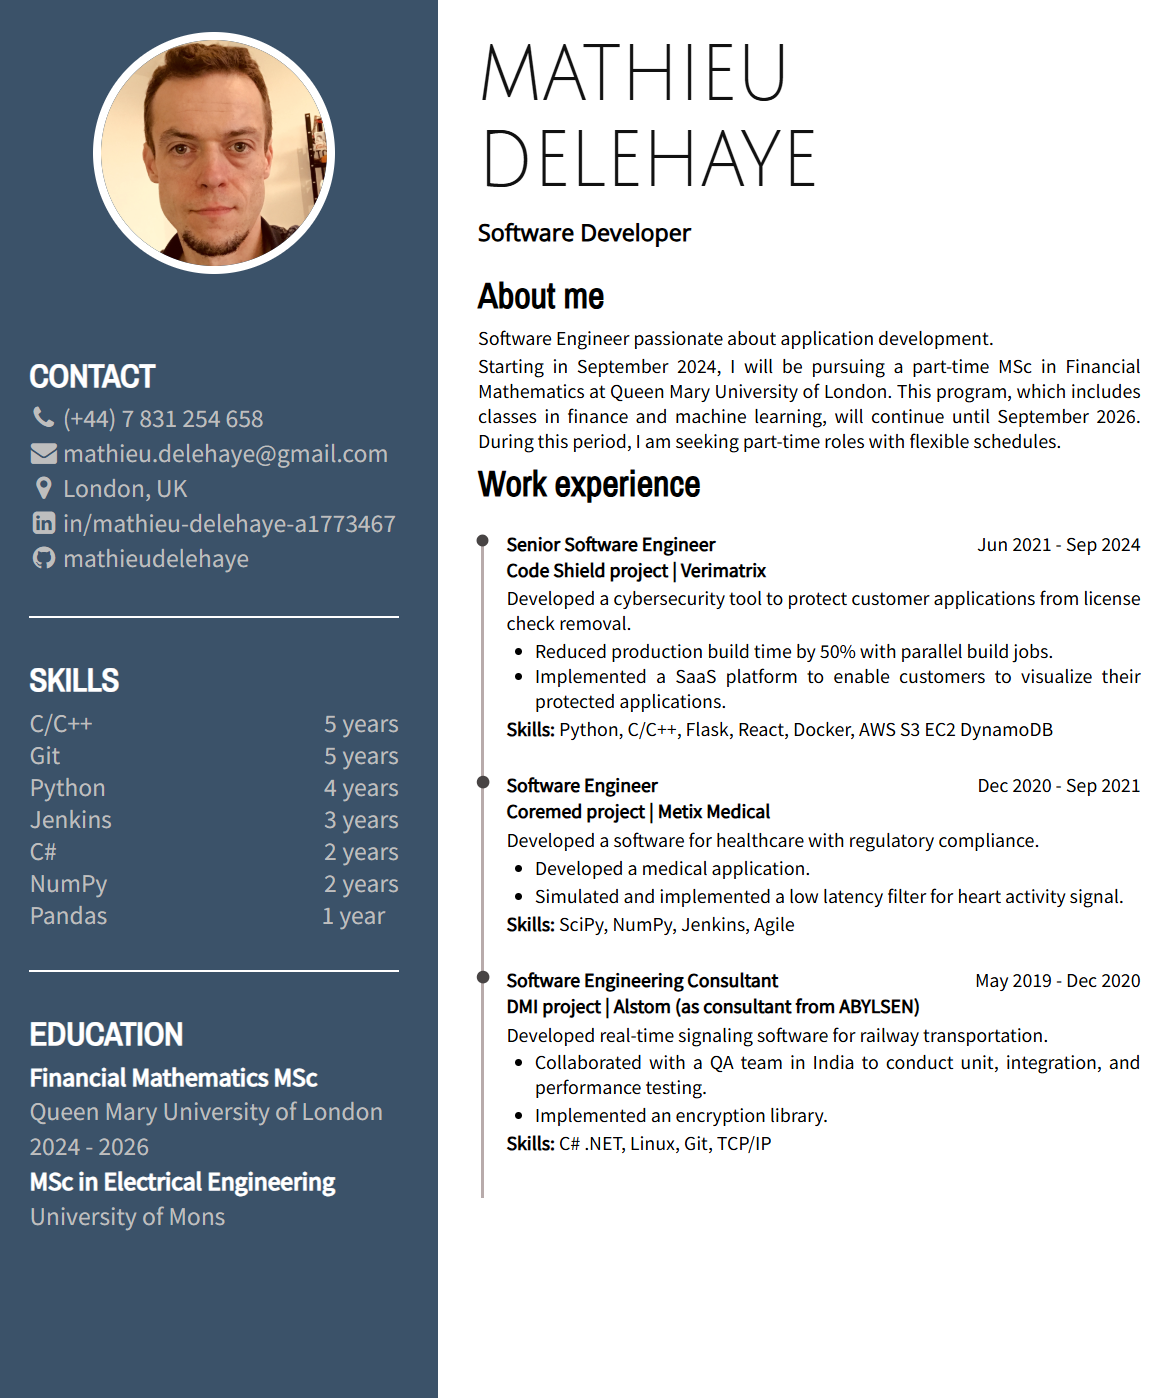 MATHIEU
DELEHAYE
Software Developer
About me
Software Engineer passionate about application development.
Starting in September 2024, I will be pursuing a part-time MSc in Financial
Mathematics at Queen Mary University of London. This program, which includes
classes in finance and machine learning, will continue until September 2026.
During this period, I am seeking part-time roles with flexible schedules.
Work experience
Senior Software Engineer Jun 2021 - Sep 2024
Code Shield project | Verimatrix
Developed a cybersecurity tool to protect customer applications from license
check removal.
• Reduced production build time by 50% with parallel build jobs.
• Implemented a SaaS platform to enable customers to visualize their
protected applications.
Skills: Python, C/C++, Flask, React, Docker, AWS S3 EC2 DynamoDB
Software Engineer Dec 2020 - Sep 2021
Coremed project | Metix Medical
Developed a software for healthcare with regulatory compliance.
• Developed a medical application.
• Simulated and implemented a low latency filter for heart activity signal.
Skills: SciPy, NumPy, Jenkins, Agile
Software Engineering Consultant May 2019 - Dec 2020
DMI project | Alstom (as consultant from ABYLSEN)
Developed real-time signaling software for railway transportation.
• Collaborated with a QA team in India to conduct unit, integration, and
performance testing.
• Implemented an encryption library.
Skills: C# .NET, Linux, Git, TCP/IP
CONTACT
(+44) 7 831 254 658
mathieu.delehaye@gmail.com
London, UK
in/mathieu-delehaye-a1773467
mathieudelehaye
SKILLS
C/C++ 5 years
Git 5 years
Python 4 years
Jenkins 3 years
C# 2 years
NumPy 2 years
Pandas 1 year
EDUCATION
Financial Mathematics MSc
Queen Mary University of London
2024 - 2026
MSc in Electrical Engineering
University of Mons